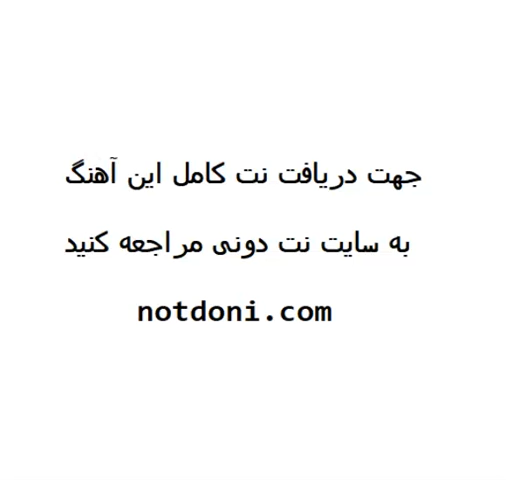 جهت دریافت نت کامل این آهنگ
به سایت نت دونی مراجعه کنید
notdoni.com